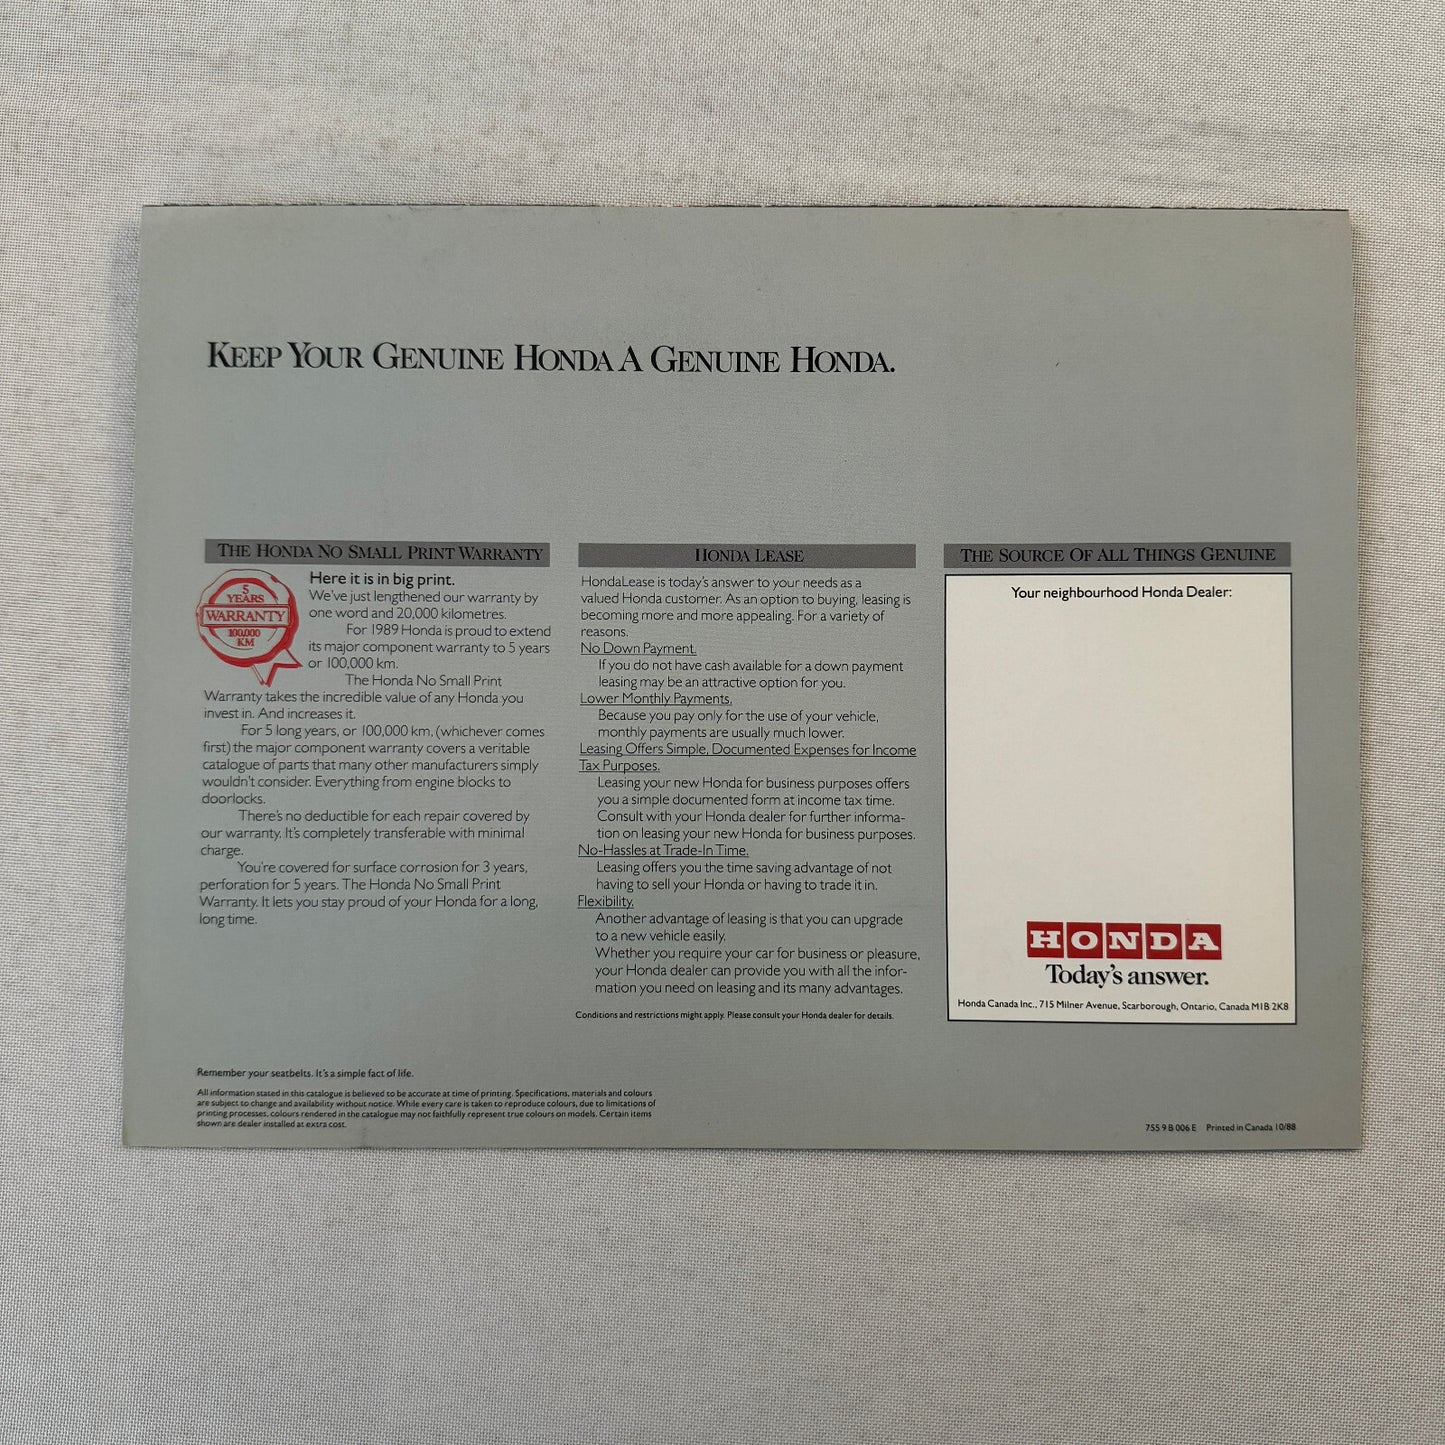 KEEP YOUR GENUINE HONDA A GENUINE HONDA.
THE HONDA NO SMALL PRINT WARRANTY
5
YEARS
WARRANTY
100,000
KM
Here it is in big print.
We've just lengthened our warranty by
one word and 20,000 kilometres.
For 1989 Honda is proud to extend
its major component warranty to 5 years
or 100,000 km.
The Honda No Small Print
Warranty takes the incredible value of any Honda you
invest in. And increases it.
For 5 long years, or 100,000 km, (whichever comes
first) the major component warranty covers a veritable
catalogue of parts that many other manufacturers simply
wouldn't consider. Everything from engine blocks to
doorlocks.
There's no deductible for each repair covered by
our warranty. It's completely transferable with minimal
charge.
You're covered for surface corrosion for 3 years,
perforation for 5 years. The Honda No Small Print
Warranty. It lets you stay proud of your Honda for a long,
long time.
HONDA LEASE
HondaLease is today's answer to your needs as a
valued Honda customer. As an option to buying, leasing is
becoming more and more appealing. For a variety of
reasons.
No Down Payment.
If you do not have cash available for a down payment
leasing may be an attractive option for you.
Lower Monthly Payments.
Because you pay only for the use of your vehicle,
monthly payments are usually much lower.
Leasing Offers Simple, Documented Expenses for Income
Tax Purposes.
Leasing your new Honda for business purposes offers
you a simple documented form at income tax time.
Consult with your Honda dealer for further informa-
tion on leasing your new Honda for business purposes.
No-Hassles at Trade-In Time.
Leasing offers you the time saving advantage of not
having to sell your Honda or having to trade it in.
Flexibility.
Another advantage of leasing is that you can upgrade
to a new vehicle easily.
Whether you require your car for business or pleasure,
your Honda dealer can provide you with all the infor-
mation you need on leasing and its many advantages.
Conditions and restrictions might apply. Please consult your Honda dealer for details.
THE SOURCE OF ALL THINGS GENUINE
Your neighbourhood Honda Dealer:
HONDA
Today's answer.
Honda Canada Inc., 715 Milner Avenue, Scarborough, Ontario, Canada M1B 2K8
Remember your seatbelts. It's a simple fact of life.
All information stated in this catalogue is believed to be accurate at time of printing. Specifications, materials and colours
are subject to change and availability without notice. While every care is taken to reproduce colours, due to limitations of
printing processes, colours rendered in the catalogue may not faithfully represent true colours on models. Certain items
shown are dealer installed at extra cost.
755 9 B 006 E Printed in Canada 10/88